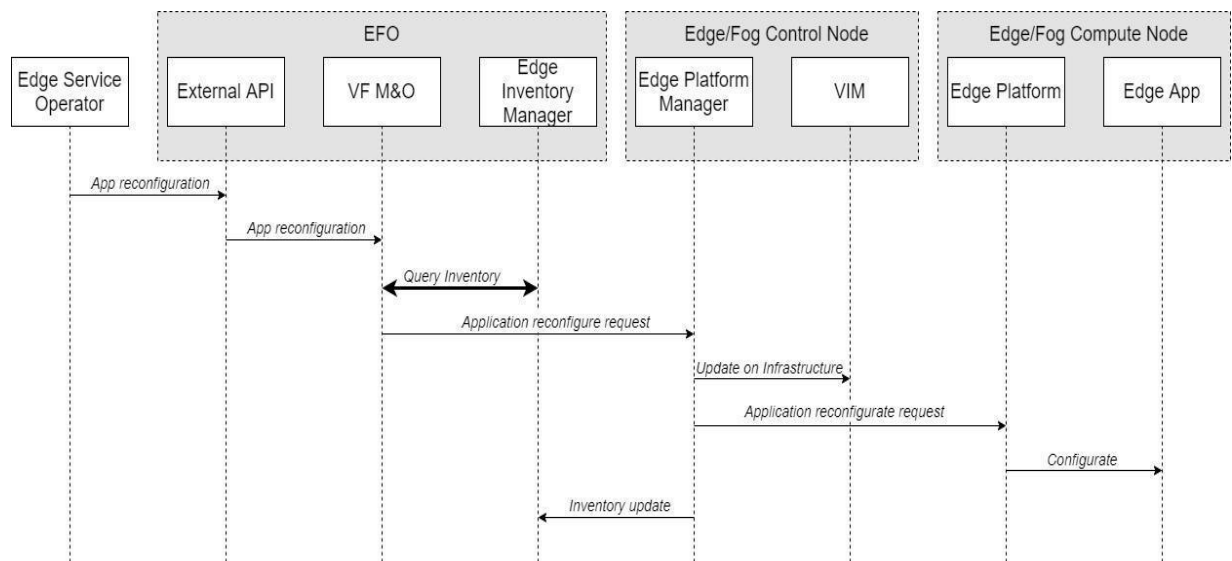 EFO
Edge/Fog Control Node
Edge/Fog Compute Node
Edge Service
Operator
External API
VF M&O
Edge
Inventory
Manager
Edge Platform
Manager
VIM
Edge Platform
Edge App
App reconfiguration
App reconfiguration
Query Inventory
Application reconfigure request
Update on Infrastructure
Application reconfigurate request
Configurate
Inventory update